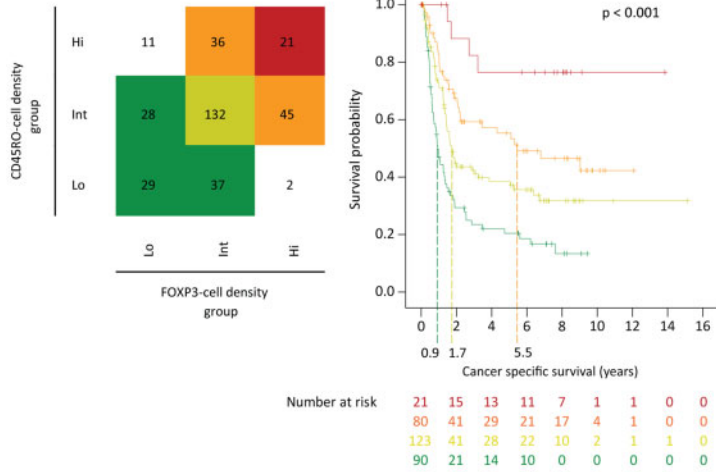 CD45RO-cell density
group
Hi 11 36 21
Int 28 132 45
Lo 29 37 2
Lo Int Hi
FOXP3-cell density
group
p < 0.001
Survival probability
1.0
0.8
0.6
0.4
0.2
0.0
0 2 4 6 8 10 12 14 16
0.9 1.7 5.5
Cancer specific survival (years)
Number at risk 21 15 13 11 7 1 1 0 0
80 41 29 21 17 4 1 0 0
123 41 28 22 10 2 1 1 0
90 21 14 10 0 0 0 0 0